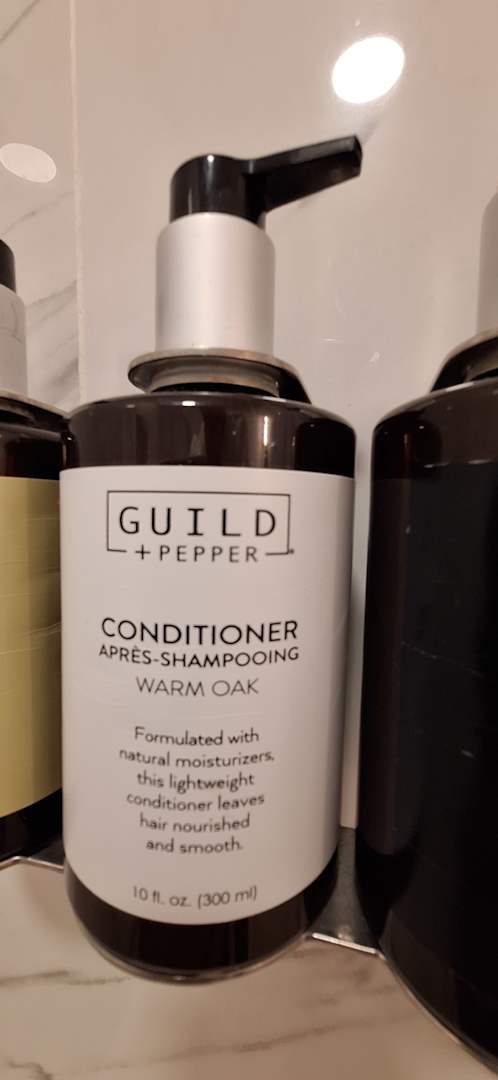 GUILD
+ PEPPER
CONDITIONER
APRÈS-SHAMPOOING
WARM OAK
Formulated with
natural moisturizers,
this lightweight
conditioner leaves
hair nourished
and smooth.
10 fl. oz. (300 ml)